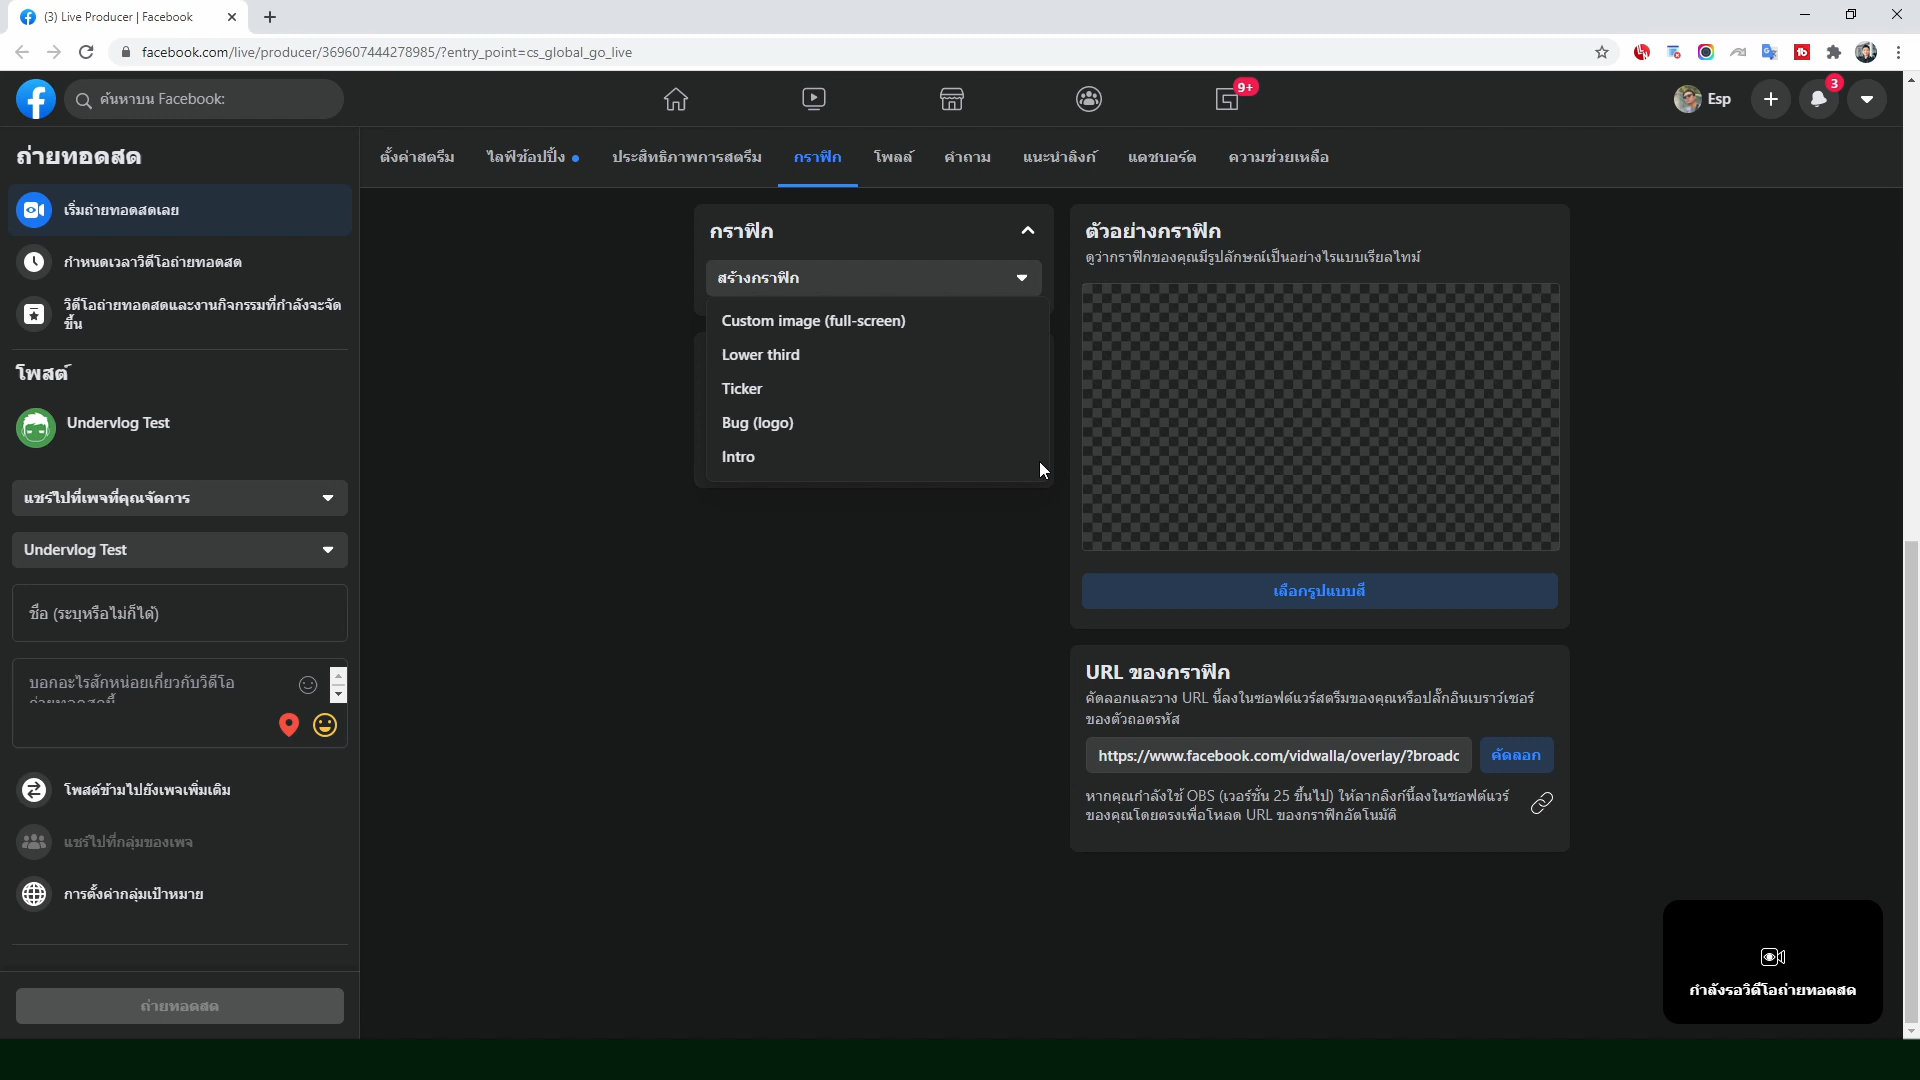 (3) Live Producer | Facebook
facebook.com/live/producer/369607444278985/?entry_point=cs_global_go_live
ค้นหาบน Facebook:
9+
Esp
3
ถ่ายทอดสด
ตั้งค่าสตรีม
ไลฟ์ช้อปปิ้ง
ประสิทธิภาพการสตรีม
กราฟิก
โพลล์
คำถาม
แนะนำลิงก์
แดชบอร์ด
ความช่วยเหลือ
เริ่มถ่ายทอดสดเลย
กำหนดเวลาวิดีโอถ่ายทอดสด
วิดีโอถ่ายทอดสดและงานกิจกรรมที่กำลังจะจัด
ขึ้น
โพสต์
Undervlog Test
แชร์ไปที่เพจที่คุณจัดการ
Undervlog Test
ชื่อ (ระบุหรือไม่ก็ได้)
บอกอะไรสักหน่อยเกี่ยวกับวิดีโอ
ถ่ายทอดสดนี้
โพสต์ข้ามไปยังเพจเพิ่มเติม
แชร์ไปที่กลุ่มของเพจ
การตั้งค่ากลุ่มเป้าหมาย
ถ่ายทอดสด
กราฟิก
สร้างกราฟิก
Custom image (full-screen)
Lower third
Ticker
Bug (logo)
Intro
ตัวอย่างกราฟิก
ดูว่ากราฟิกของคุณมีรูปลักษณ์เป็นอย่างไรแบบเรียลไทม์
เลือกรูปแบบสี
URL ของกราฟิก
คัดลอกและวาง URL นี้ลงในซอฟต์แวร์สตรีมของคุณหรือปลั๊กอินเบราว์เซอร์
ของตัวถอดรหัส
https://www.facebook.com/vidwalla/overlay/?broadc
คัดลอก
หากคุณกำลังใช้ OBS (เวอร์ชั่น 25 ขึ้นไป) ให้ลากลิงก์นี้ลงในซอฟต์แวร์
ของคุณโดยตรงเพื่อโหลด URL ของกราฟิกอัตโนมัติ
กำลังรอวิดีโอถ่ายทอดสด